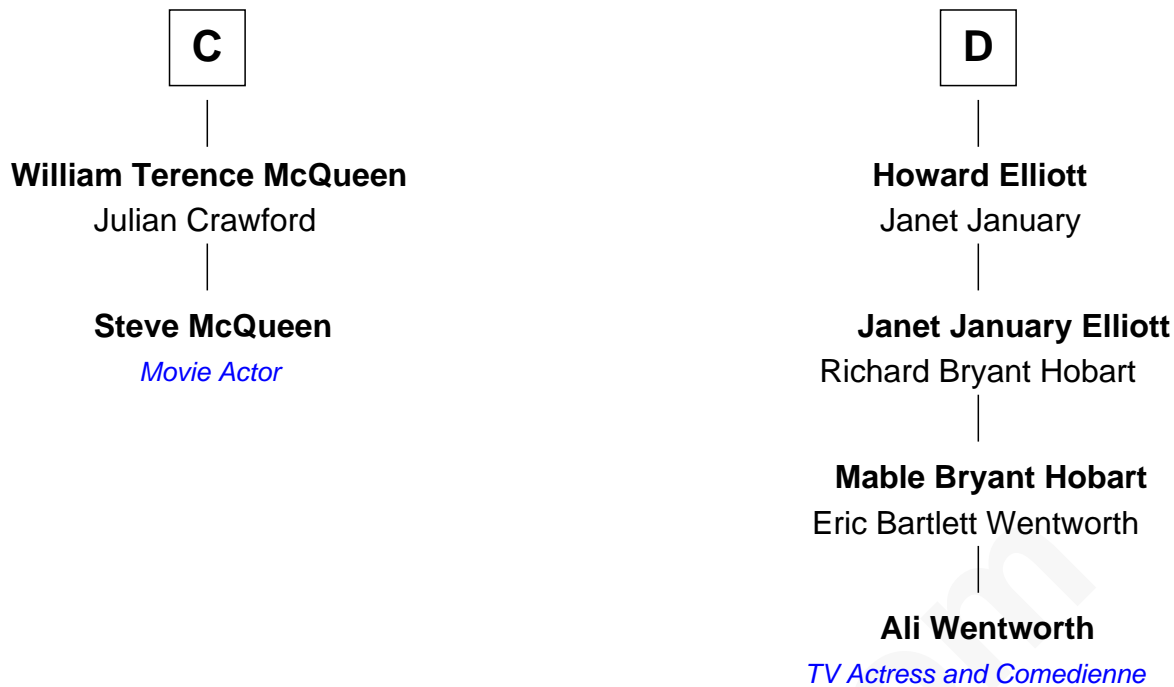 C
William Terence McQueen
Julian Crawford
Steve McQueen
Movie Actor
D
Howard Elliott
Janet January
Janet January Elliott
Richard Bryant Hobart
Mable Bryant Hobart
Eric Bartlett Wentworth
Ali Wentworth
TV Actress and Comedienne